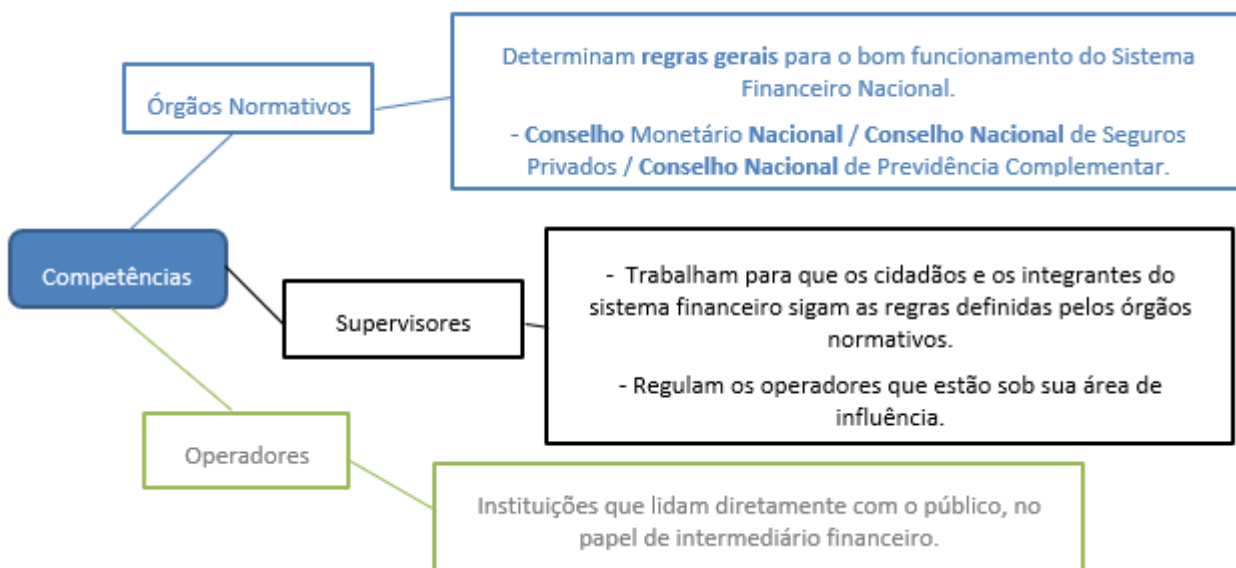 Determinam regras gerais para o bom funcionamento do Sistema
Financeiro Nacional.
- Conselho Monetário Nacional / Conselho Nacional de Seguros
Privados / Conselho Nacional de Previdência Complementar.
Órgãos Normativos
Competências
Supervisores
- Trabalham para que os cidadãos e os integrantes do
sistema financeiro sigam as regras definidas pelos órgãos
normativos.
- Regulam os operadores que estão sob sua área de
influência.
Operadores
Instituições que lidam diretamente com o público, no
papel de intermediário financeiro.